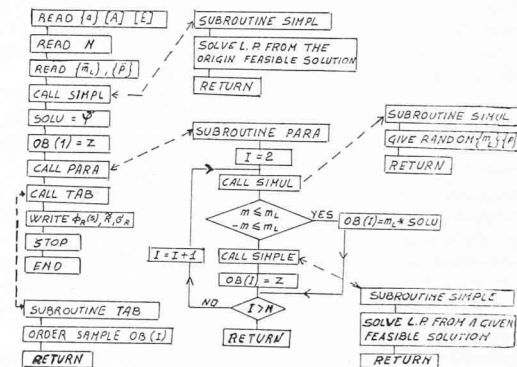 READ {a} [A] [E]
READ N
READ {m̄L}, {p̄}
CALL SIMPL
SOLU = Ψ
OB (1) = Z
CALL PARA
CALL TAB
WRITE ϕR(s), R̄, σR
STOP
END
SUBROUTINE TAB
ORDER SAMPLE OB(I)
RETURN
SUBROUTINE SIMPL
SOLVE L.P. FROM THE
ORIGIN FEASIBLE SOLUTION
RETURN
SUBROUTINE PARA
I = 2
CALL SIMUL
m ≤ mL
-m ≤ mL
YES
OB(I)=mL* SOLU
CALL SIMPLE
I = I+1
OB(I) = Z
NO
I>N
RETURN
SUBROUTINE SIMUL
GIVE RANDOM {mL} {p}
RETURN
SUBROUTINE SIMPLE
SOLVE L.P. FROM A GIVEN
FEASIBLE SOLUTION
RETURN